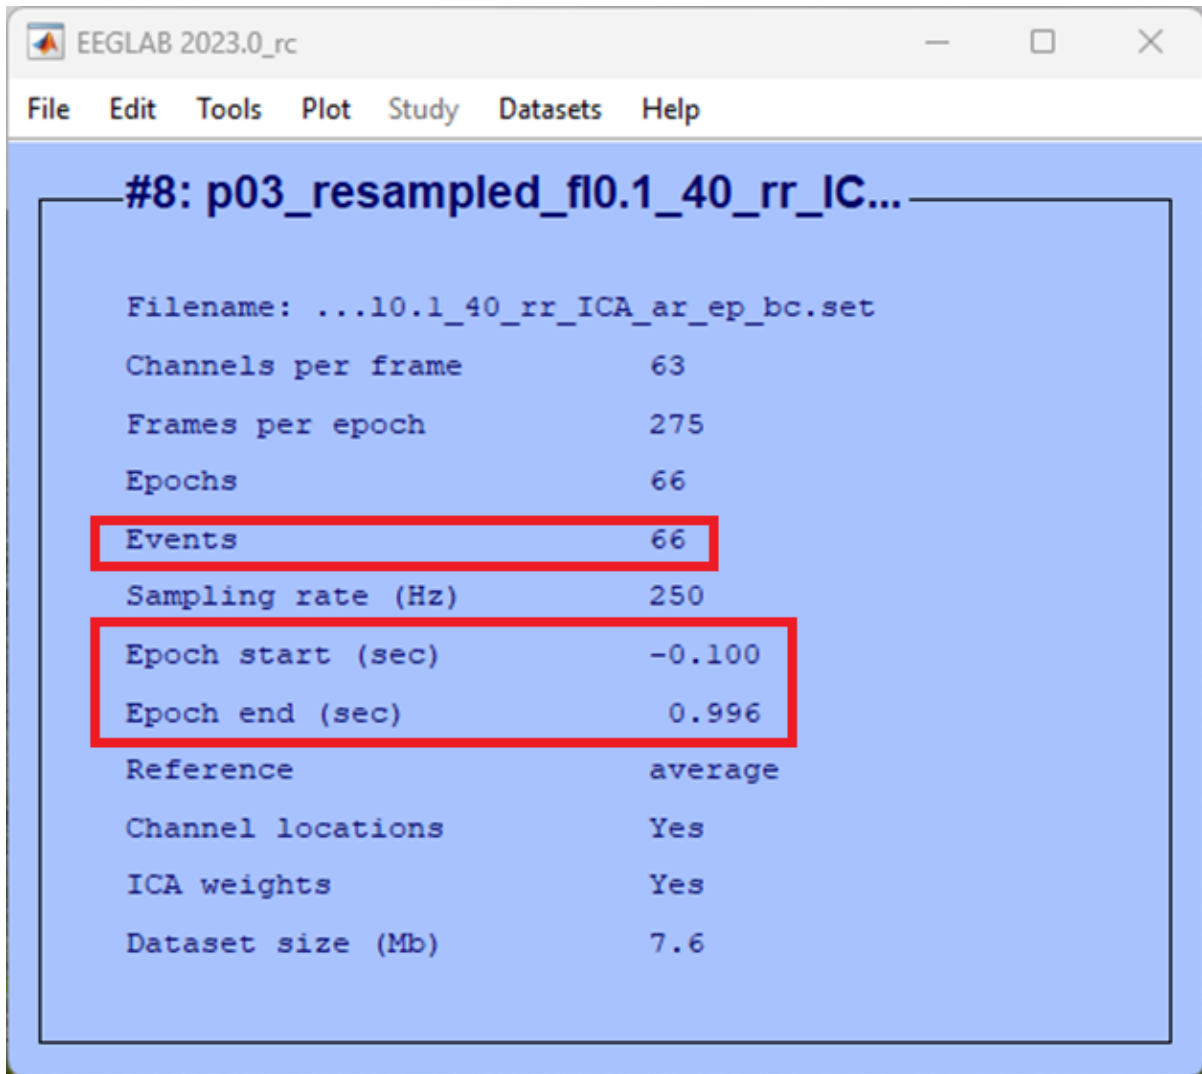 EEGLAB 2023.0_rc
File Edit Tools Plot Study Datasets Help
#8: p03_resampled_fl0.1_40_rr_IC...
Filename: ...l0.1_40_rr_ICA_ar_ep_bc.set
Channels per frame 63
Frames per epoch 275
Epochs 66
Events 66
Sampling rate (Hz) 250
Epoch start (sec) -0.100
Epoch end (sec) 0.996
Reference average
Channel locations Yes
ICA weights Yes
Dataset size (Mb) 7.6